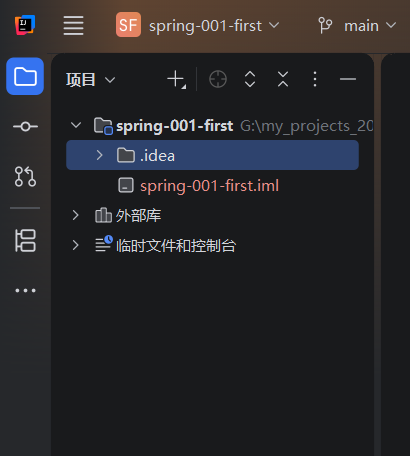 SF spring-001-first main
项目
spring-001-first G:\my_projects_20
.idea
spring-001-first.iml
外部库
临时文件和控制台